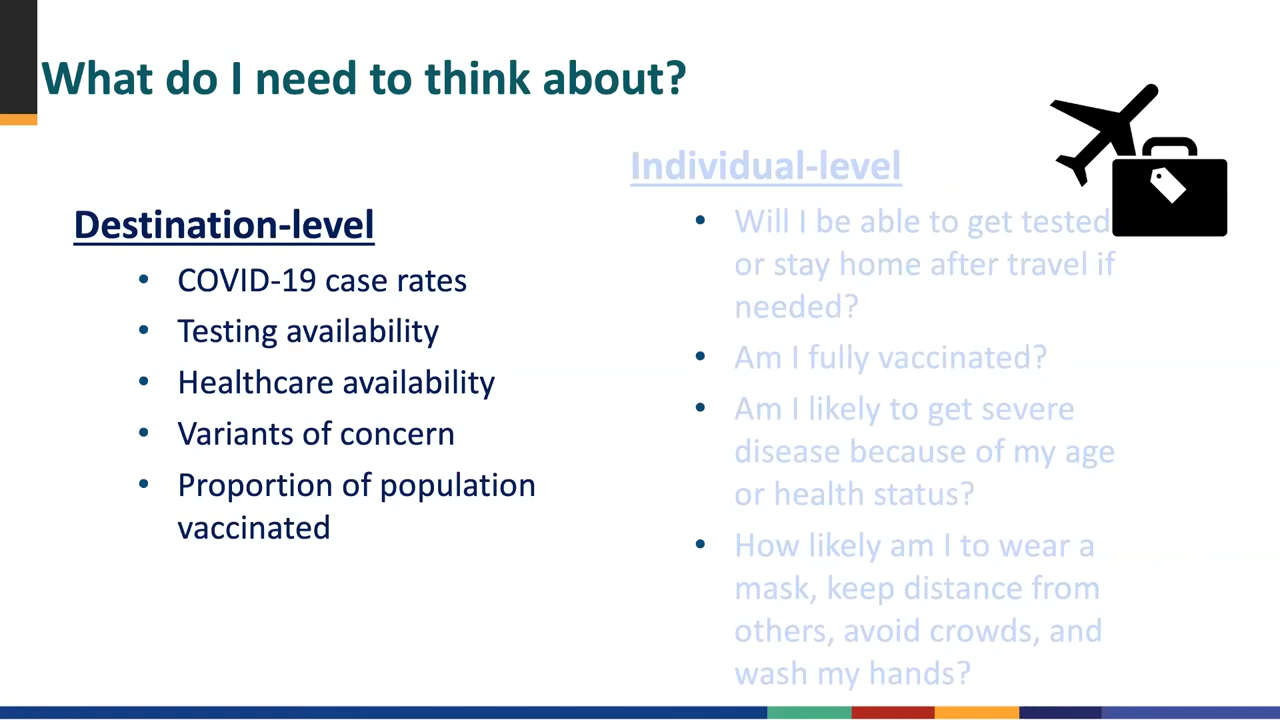 What do I need to think about?
Destination-level
• COVID-19 case rates
• Testing availability
• Healthcare availability
• Variants of concern
• Proportion of population
vaccinated
Individual-level
• Will I be able to get tested
or stay home after travel if
needed?
• Am I fully vaccinated?
• Am I likely to get severe
disease because of my age
or health status?
• How likely am I to wear a
mask, keep distance from
others, avoid crowds, and
wash my hands?